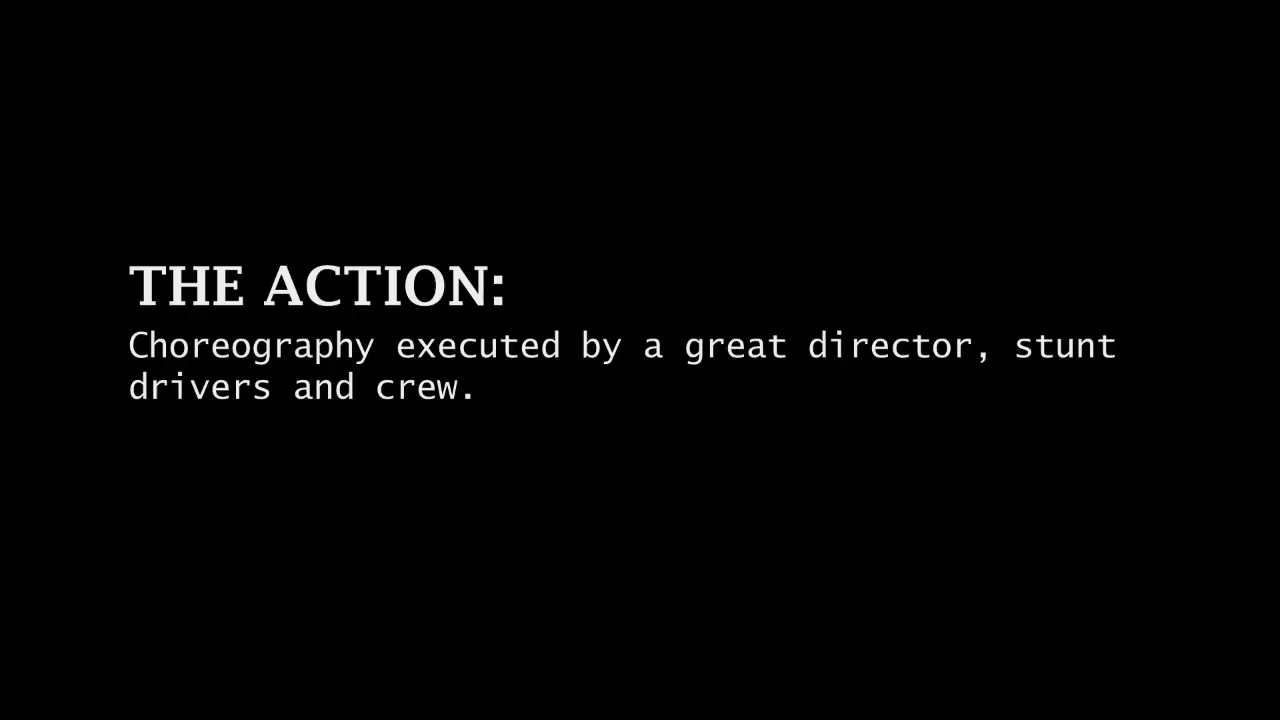 THE ACTION:
Choreography executed by a great director, stunt
drivers and crew.